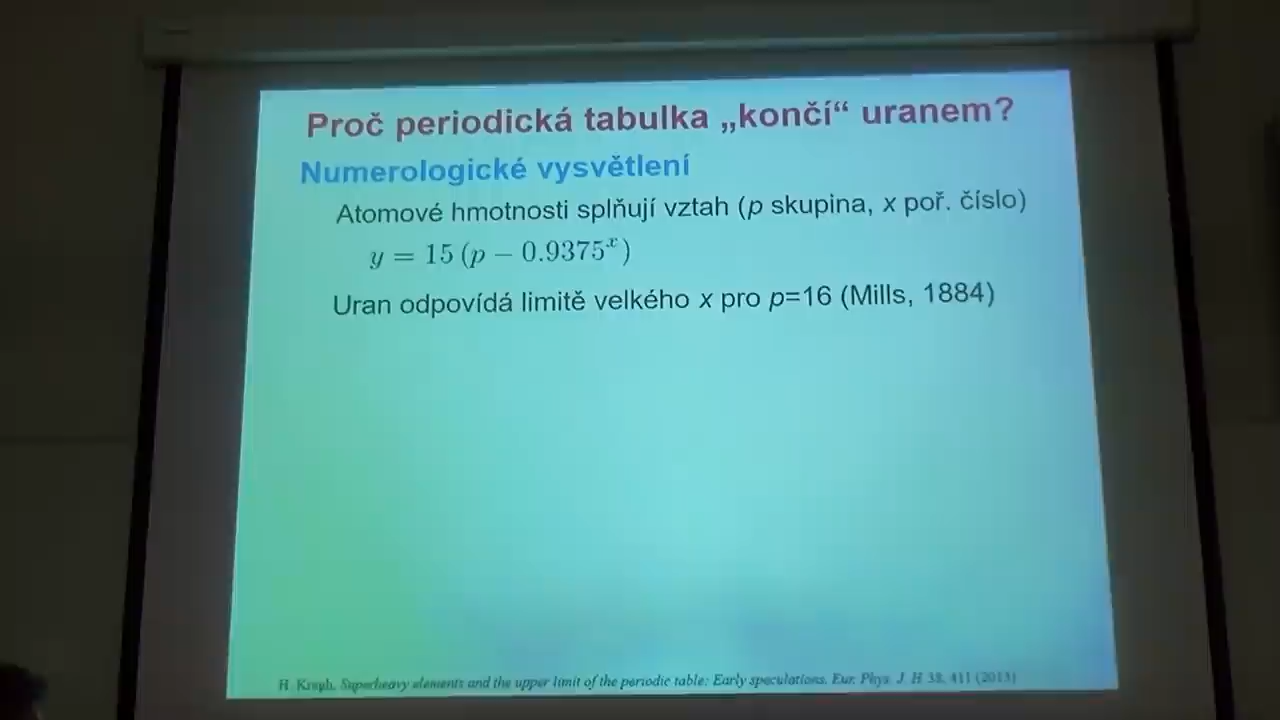 Proč periodická tabulka „končí“ uranem?
Numerologické vysvětlení
Atomové hmotnosti splňují vztah (p skupina, x poř. číslo)
y = 15 (p − 0.9375^x)
Uran odpovídá limitě velkého x pro p=16 (Mills, 1884)
H. Kragh, Superheavy elements and the upper limit of the periodic table: Early speculations. Eur. Phys. J. H 38, 411 (2013)